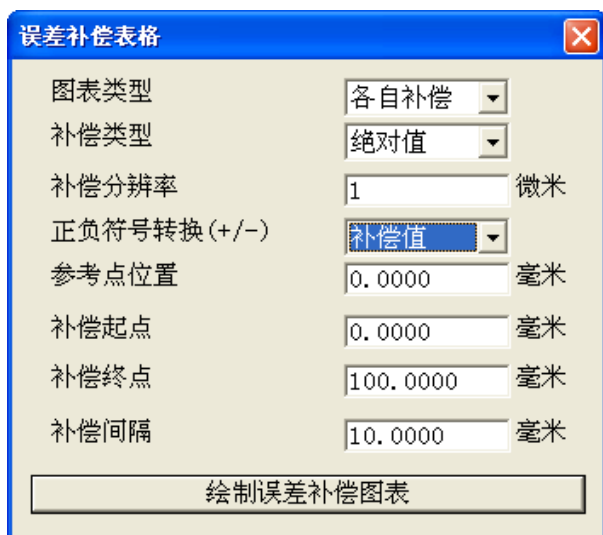 误差补偿表格
图表类型 各自补偿
补偿类型 绝对值
补偿分辨率 1 微米
正负符号转换(+/-) 补偿值
参考点位置 0.0000 毫米
补偿起点 0.0000 毫米
补偿终点 100.0000 毫米
补偿间隔 10.0000 毫米
绘制误差补偿图表